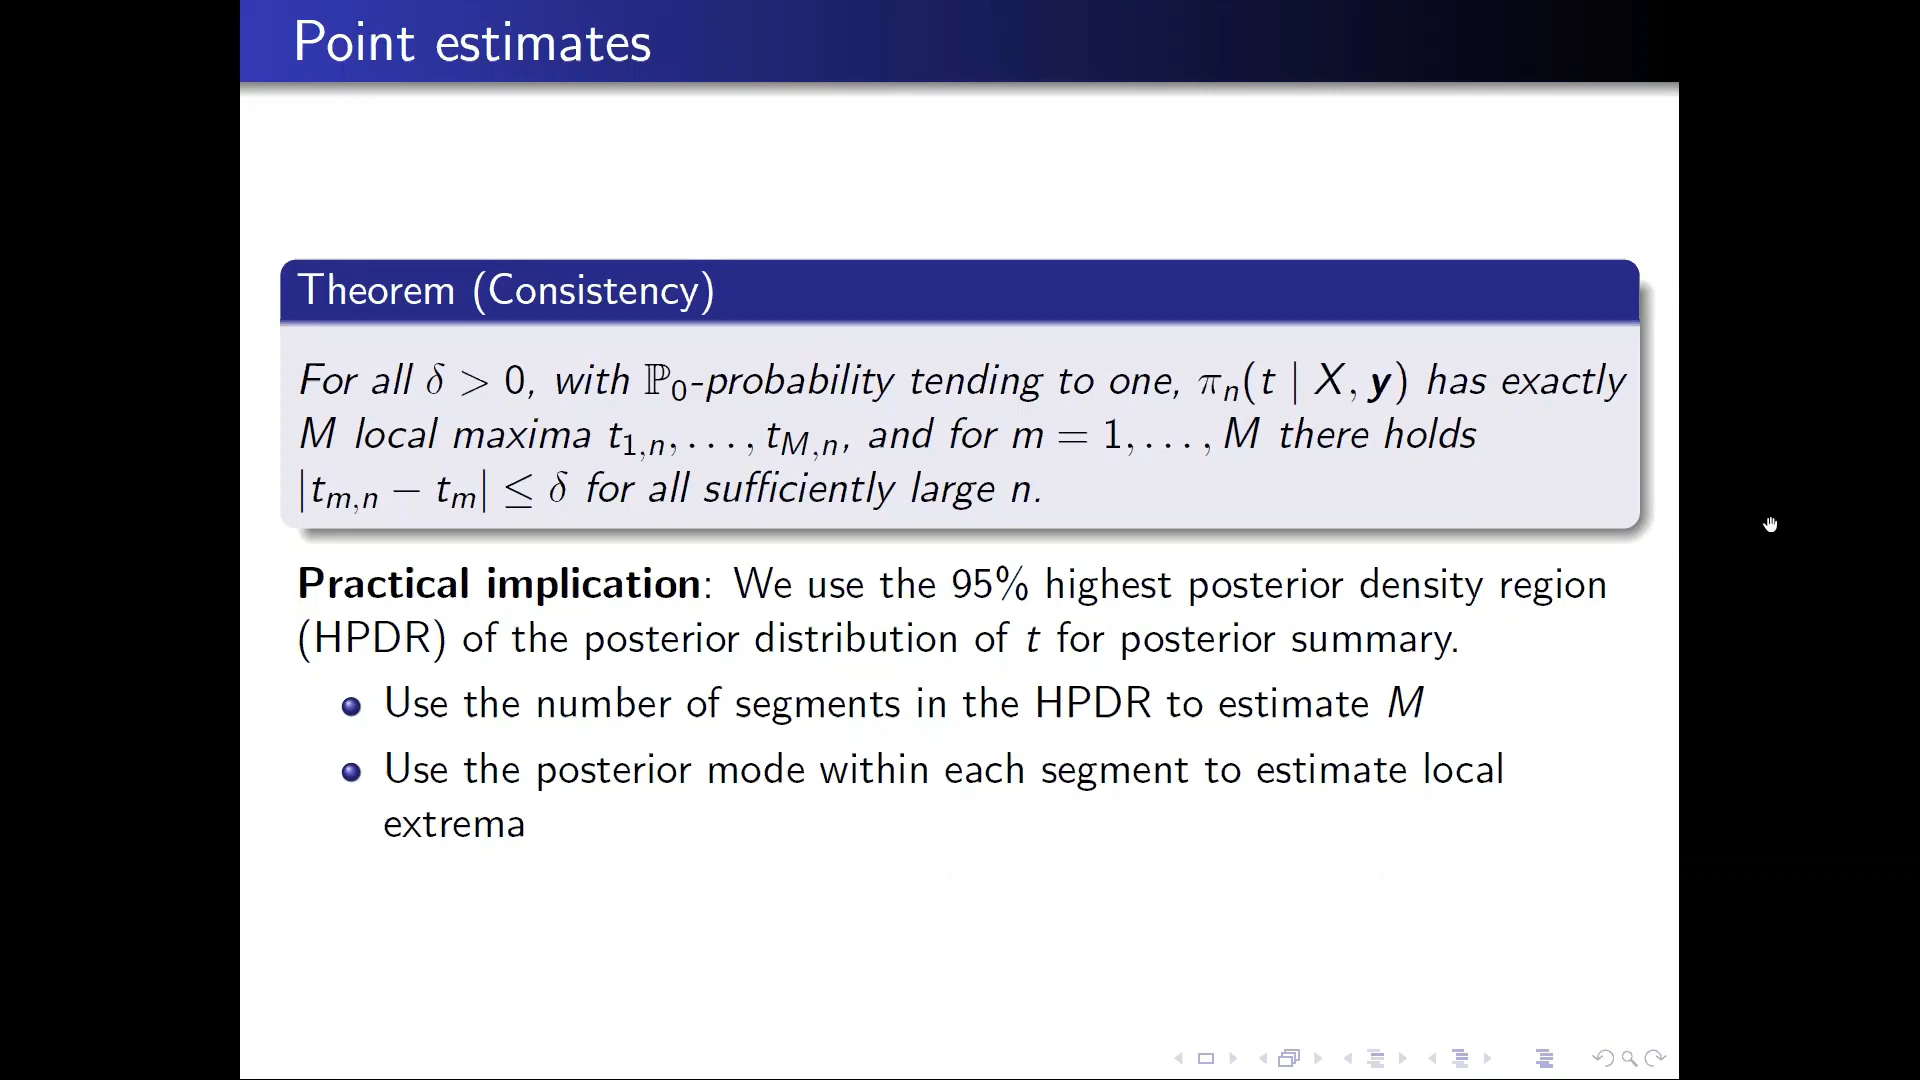 Point estimates
Theorem (Consistency)
For all δ > 0, with ℙ₀-probability tending to one, πₙ(t | X, y) has exactly
M local maxima t₁,ₙ, . . . , t_M,ₙ, and for m = 1, . . . , M there holds
|t_m,n − t_m| ≤ δ for all sufficiently large n.
Practical implication: We use the 95% highest posterior density region
(HPDR) of the posterior distribution of t for posterior summary.
Use the number of segments in the HPDR to estimate M
Use the posterior mode within each segment to estimate local
extrema